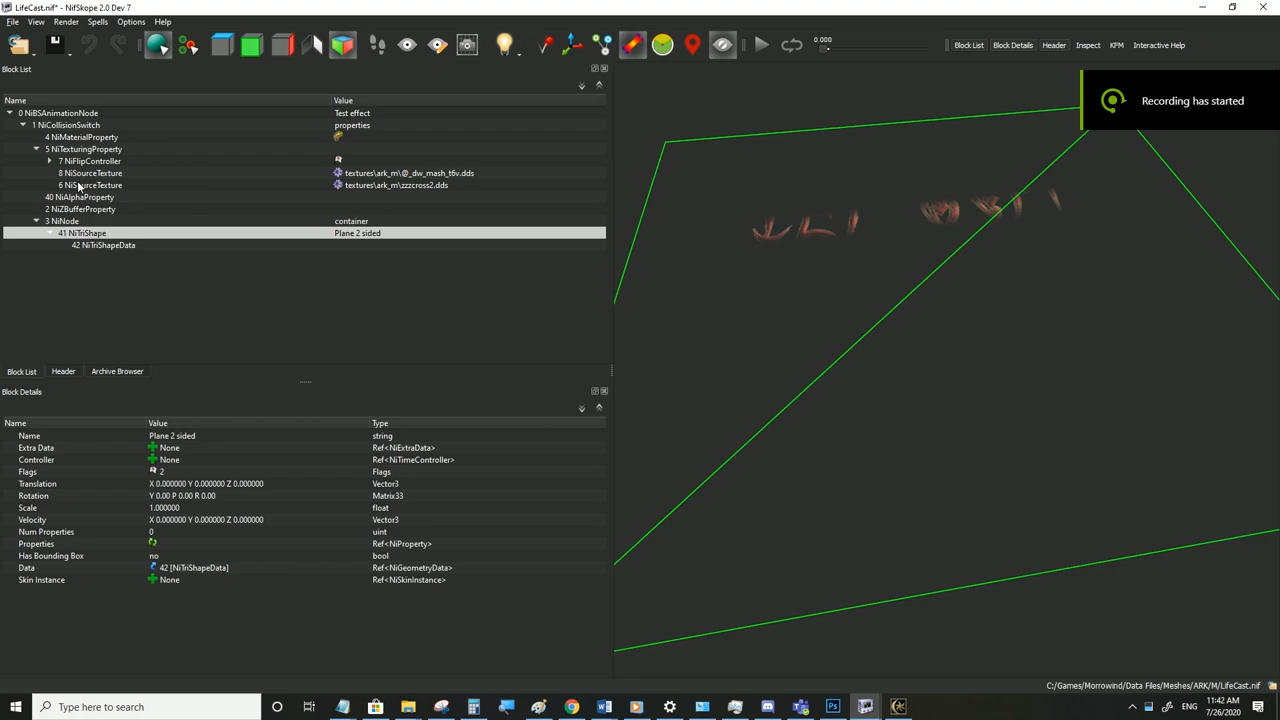 LifeCast.nif* - NifSkope 2.0 Dev 7
File View Render Spells Options Help
0.000
Block List Block Details Header Inspect KFM Interactive Help
Block List
Recording has started
Name Value
0 NiBSAnimationNode Test effect
1 NiCollisionSwitch properties
4 NiMaterialProperty
5 NiTexturingProperty
7 NiFlipController
8 NiSourceTexture textures\ark_m\@_dw_mash_t6v.dds
6 NiSourceTexture textures\ark_m\zzzcross2.dds
40 NiAlphaProperty
2 NiZBufferProperty
3 NiNode container
41 NiTriShape Plane 2 sided
42 NiTriShapeData
Block List Header Archive Browser
Block Details
Name Value Type
Name Plane 2 sided string
Extra Data None Ref<NiExtraData>
Controller None Ref<NiTimeController>
Flags 2 Flags
Translation X 0.000000 Y 0.000000 Z 0.000000 Vector3
Rotation Y 0.00 P 0.00 R 0.00 Matrix33
Scale 1.000000 float
Velocity X 0.000000 Y 0.000000 Z 0.000000 Vector3
Num Properties 0 uint
Properties Ref<NiProperty>
Has Bounding Box no bool
Data 42 [NiTriShapeData] Ref<NiGeometryData>
Skin Instance None Ref<NiSkinInstance>
C:/Games/Morrowind/Data Files/Meshes/ARK/M/LifeCast.nif
Type here to search
ENG
11:42 AM
7/26/2020